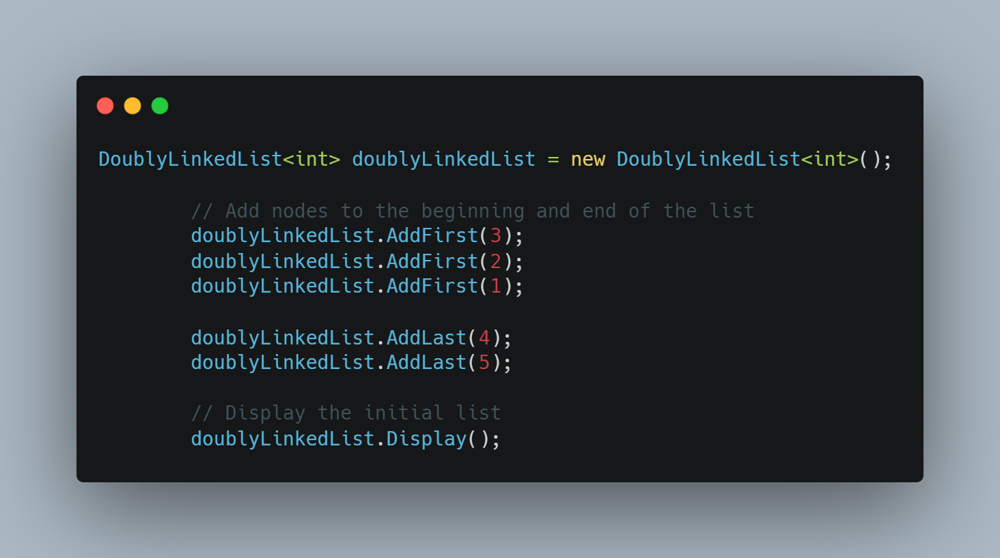 DoublyLinkedList<int> doublyLinkedList = new DoublyLinkedList<int>();
// Add nodes to the beginning and end of the list
doublyLinkedList.AddFirst(3);
doublyLinkedList.AddFirst(2);
doublyLinkedList.AddFirst(1);
doublyLinkedList.AddLast(4);
doublyLinkedList.AddLast(5);
// Display the initial list
doublyLinkedList.Display();